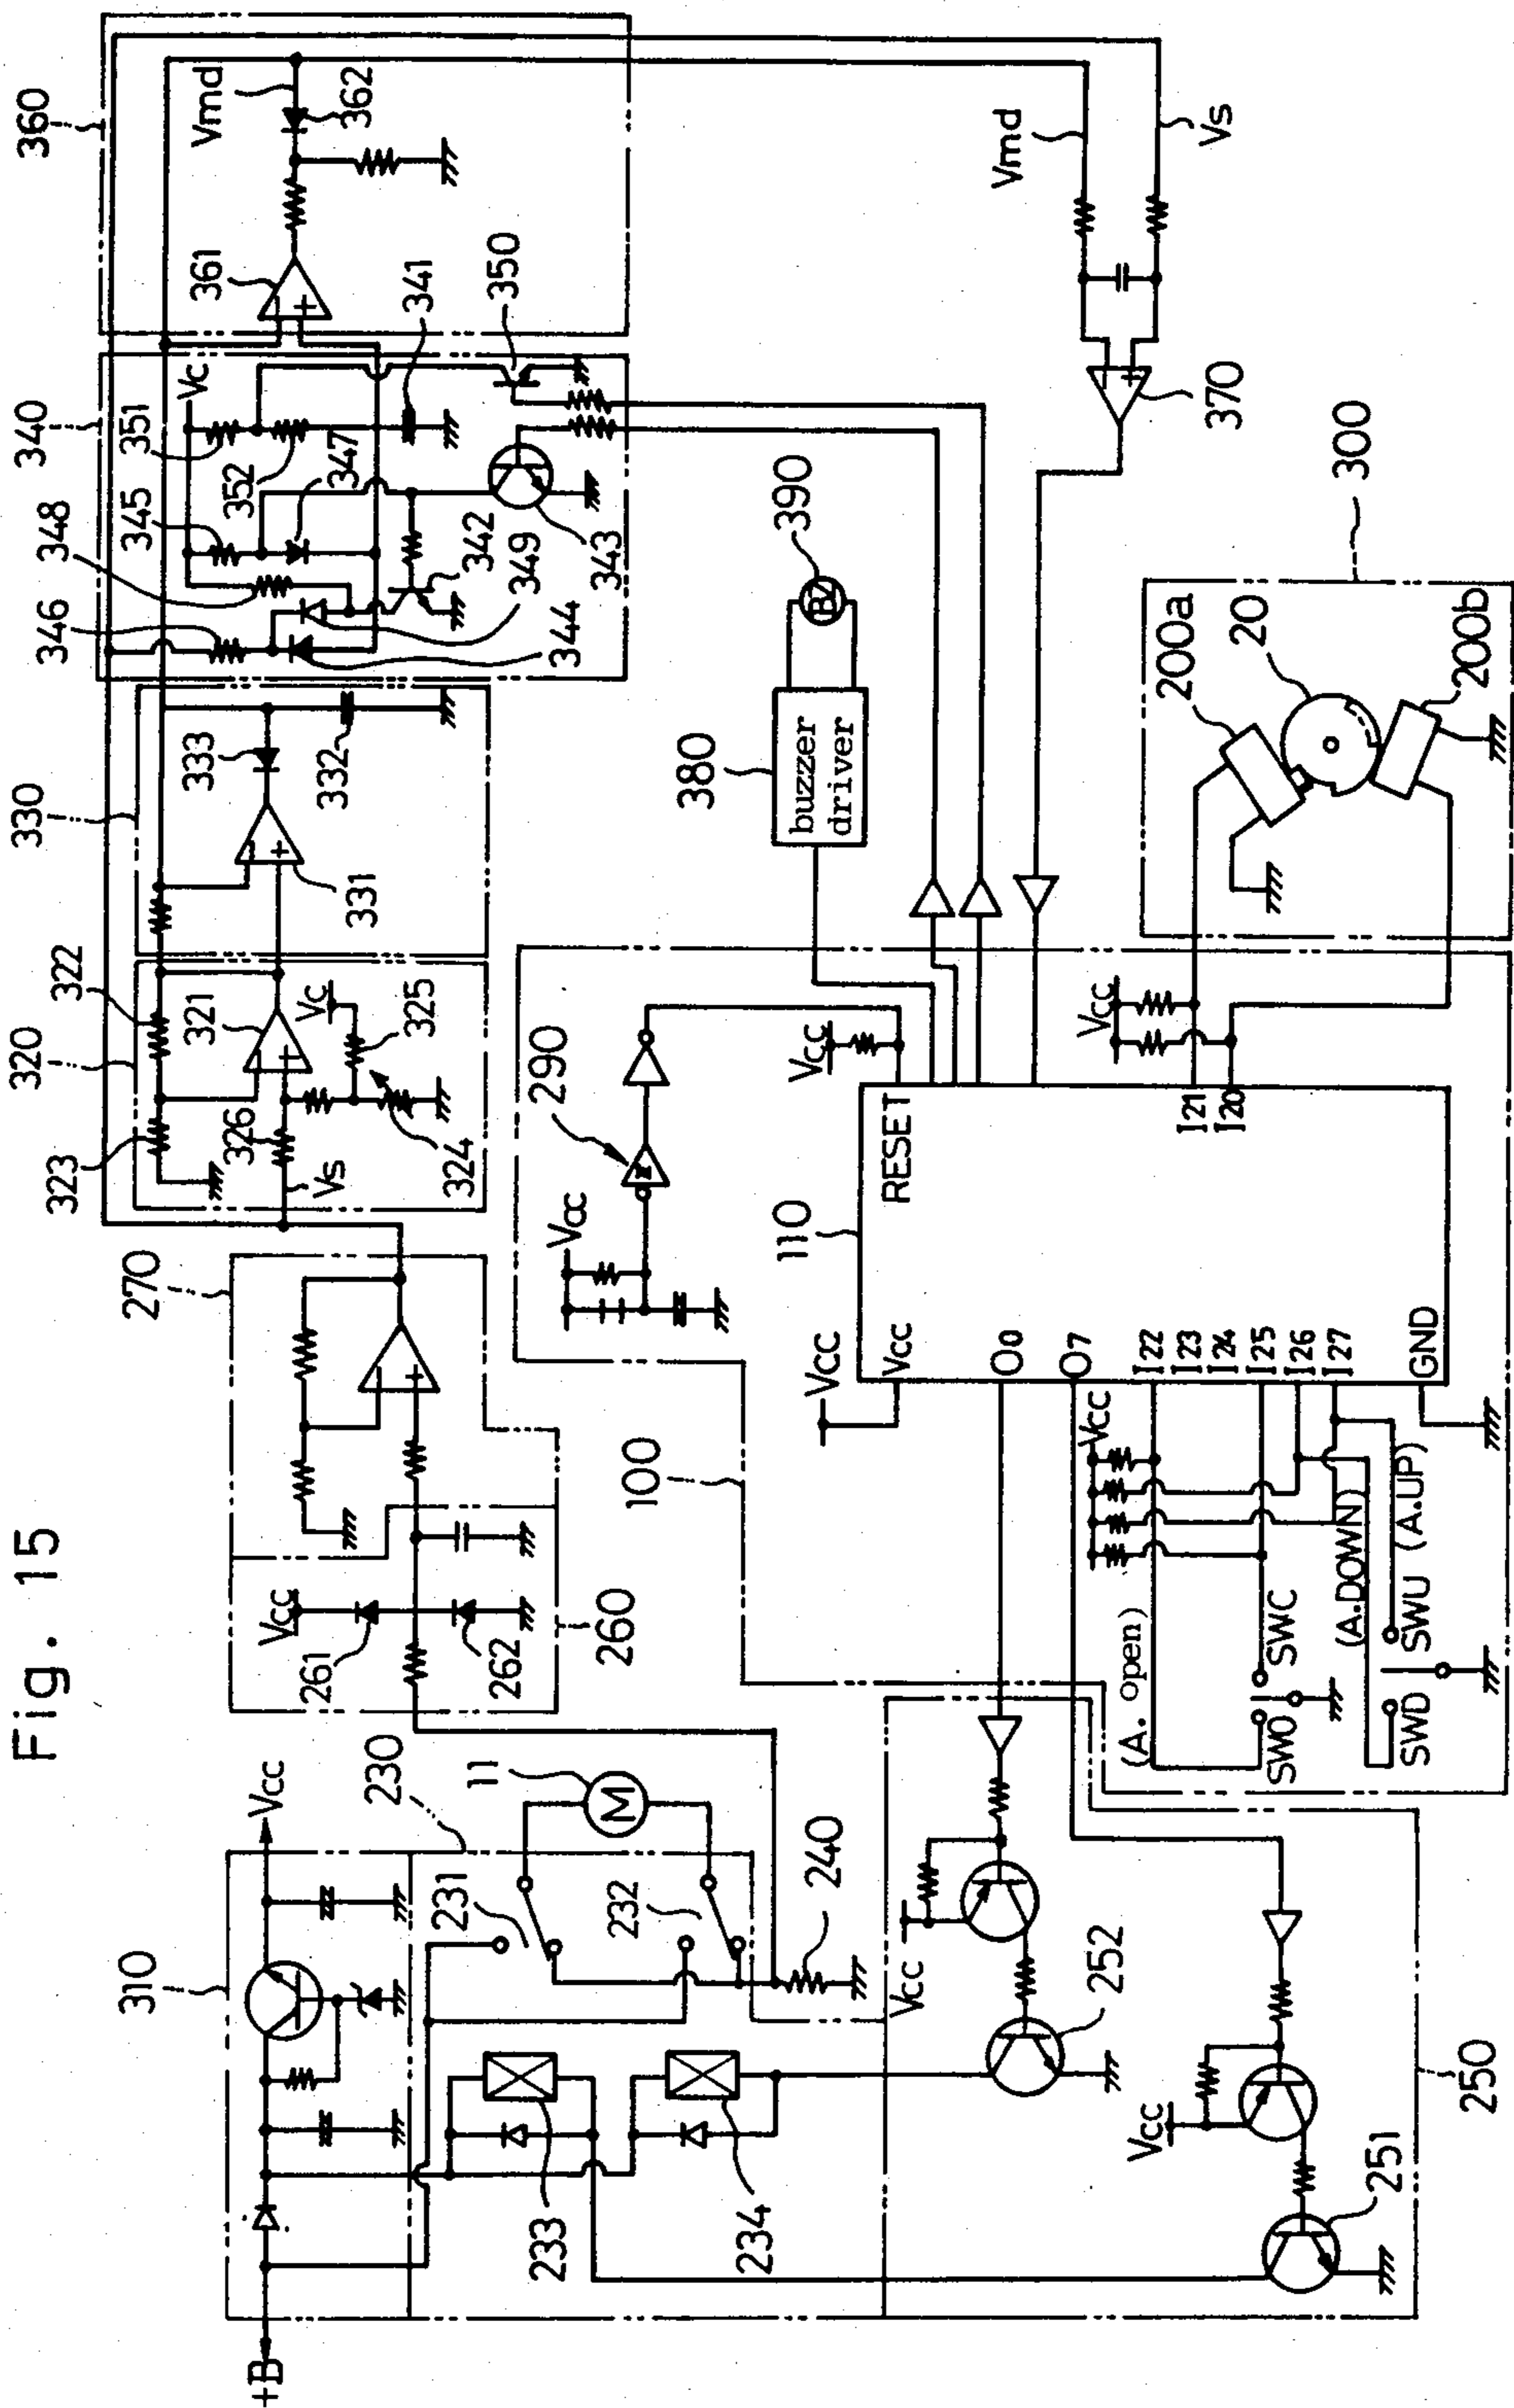 Fig. 15
+B
310
Vcc
230
231
232
11
M
240
233
234
252
Vcc
Vcc
251
250
270
Vcc
261
262
260
100
320
322
323
321
326
Vs
Vc
325
324
330
333
331
332
340
346
348
345
351
Vc
352
347
341
342
349
343
344
350
360
361
Vmd
362
Vmd
Vs
370
380
buzzer
driver
390
BZ
290
Vcc
Vcc
110
RESET
Vcc
Vcc
O0
O7
I22
I23
I24
I25
I26
I27
GND
I21
I20
Vcc
Vcc
(A. open)
SWO
SWC
(A.DOWN)
SWD
SWU (A.UP)
300
200a
20
200b